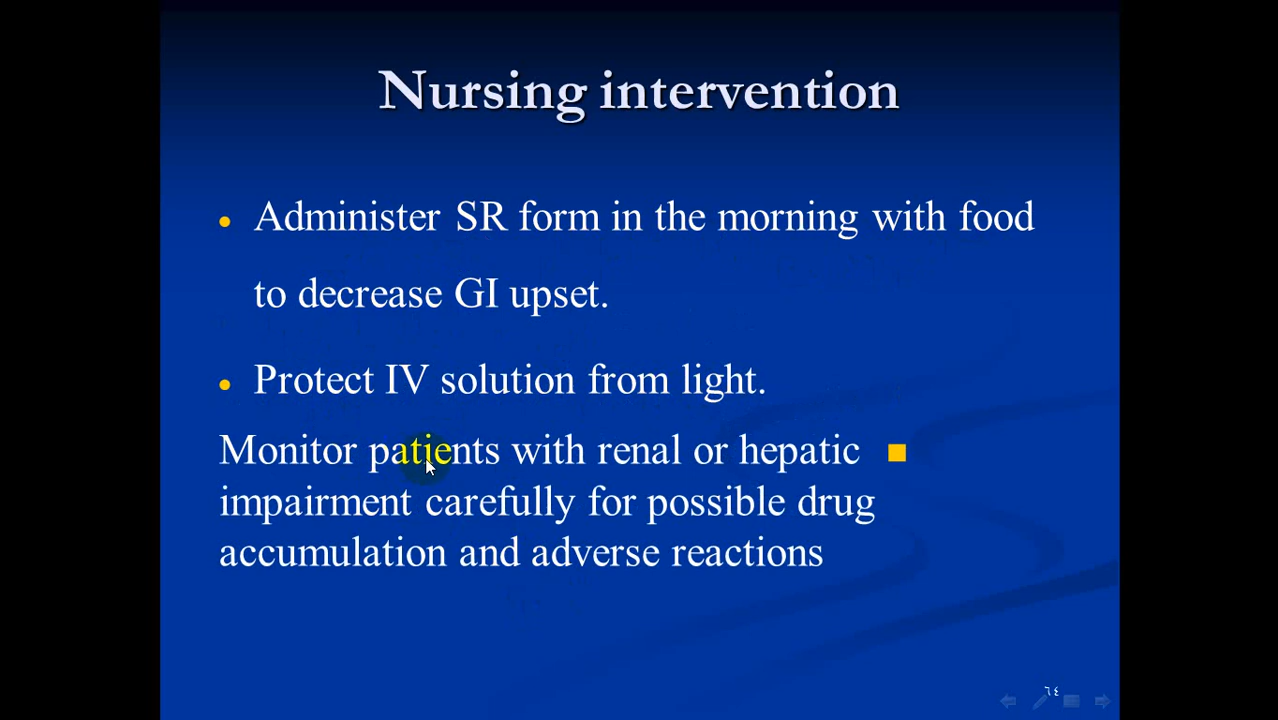 Nursing intervention
• Administer SR form in the morning with food
to decrease GI upset.
• Protect IV solution from light.
Monitor patients with renal or hepatic ■
impairment carefully for possible drug
accumulation and adverse reactions
٦٤